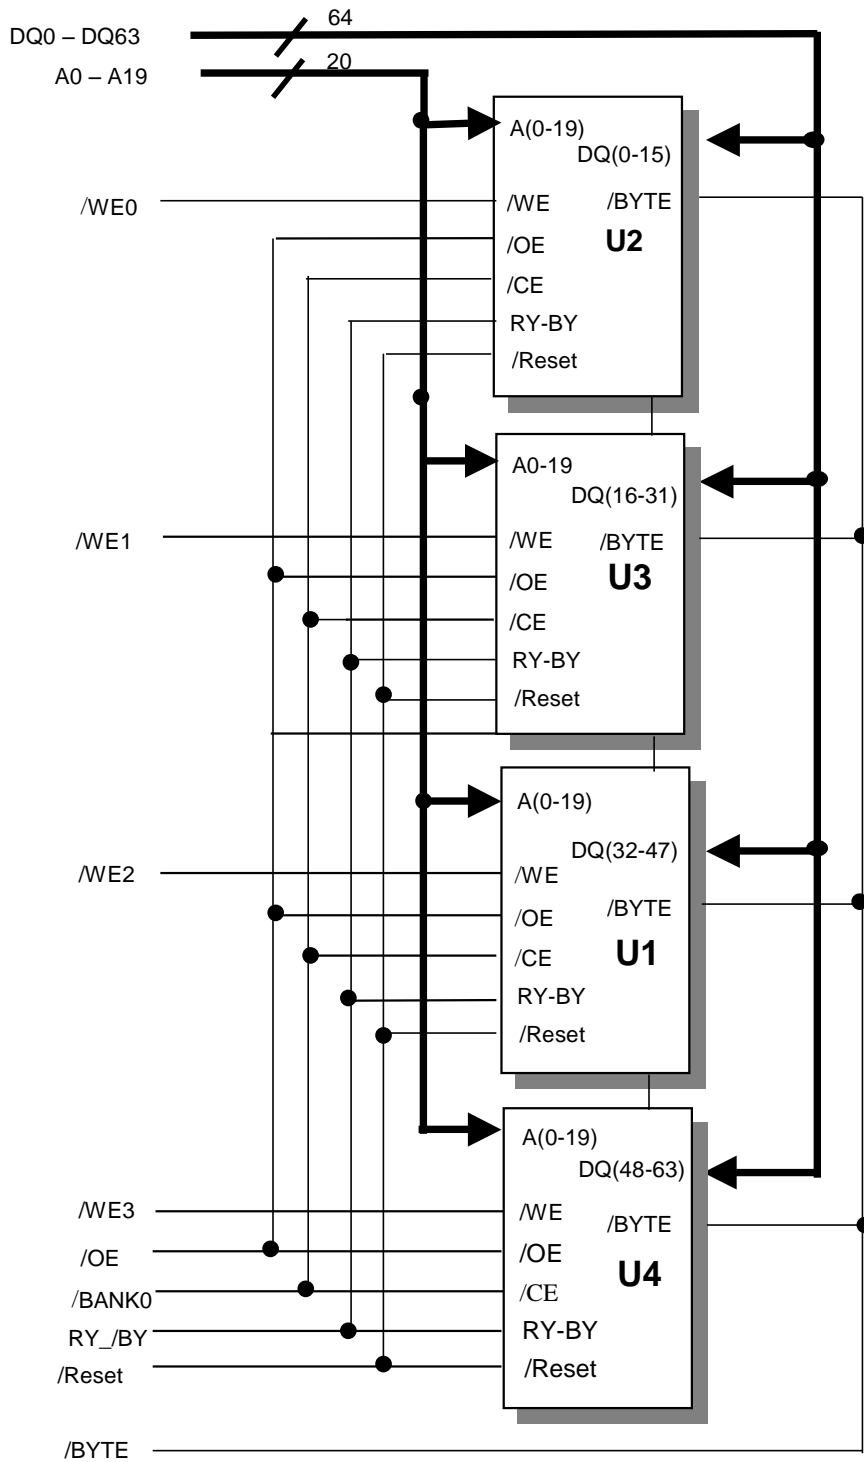 64
DQ0 – DQ63
20
A0 – A19
A(0-19)
DQ(0-15)
/WE0
/WE
/BYTE
U2
/OE
/CE
RY-BY
/Reset
A0-19
DQ(16-31)
/WE1
/WE
/BYTE
U3
/OE
/CE
RY-BY
/Reset
A(0-19)
DQ(32-47)
/WE2
/WE
/BYTE
/OE
U1
/CE
RY-BY
/Reset
A(0-19)
DQ(48-63)
/WE3
/WE
/BYTE
/OE
/OE
U4
/BANK0
/CE
RY_/BY
RY-BY
/Reset
/Reset
/BYTE